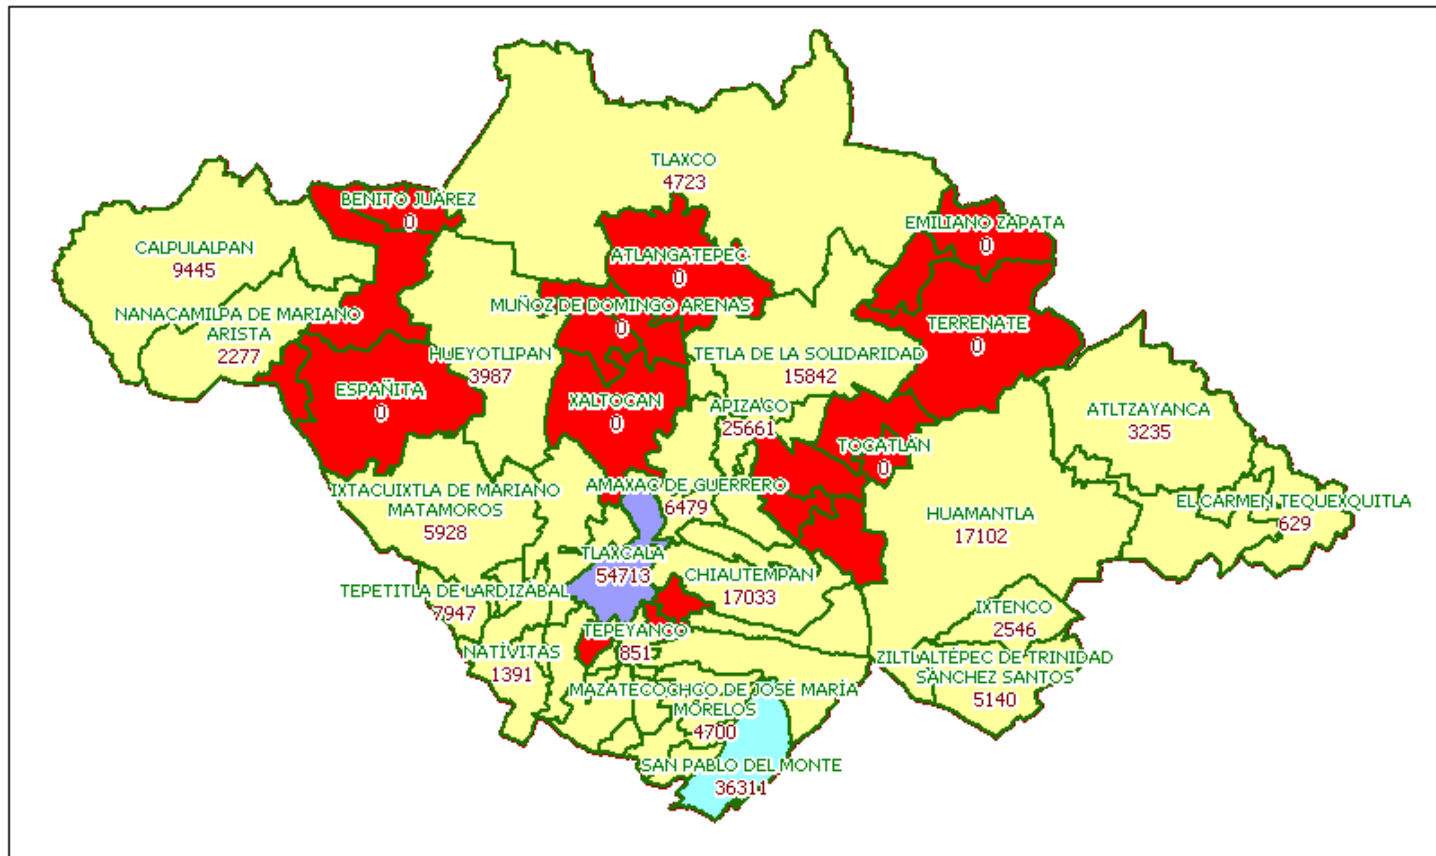 TLAXCO
4723
BENITO JUÁREZ
0
EMILIANO ZAPATA
0
CALPULALPAN
9445
ATLANGATEPEC
0
NANACAMILPA DE MARIANO
ARISTA
2277
MUÑOZ DE DOMINGO ARENAS
0
TERRENATE
0
HUEYOTLIPAN
3987
TETLA DE LA SOLIDARIDAD
15842
ESPAÑITA
0
XALTOCAN
0
APIZACO
25661
ATLTZAYANCA
3235
TOCATLÁN
0
IXTACUIXTLA DE MARIANO
MATAMOROS
5928
AMAXAC DE GUERRERO
6479
HUAMANTLA
17102
EL CARMEN TEQUEXQUITLA
629
TLAXCALA
54713
CHIAUTEMPAN
17033
TEPETITLA DE LARDIZABAL
7947
IXTENCO
2546
TEPEYANCO
851
NATÍVITAS
1391
ZILTLALTÉPEC DE TRINIDAD
SÁNCHEZ SANTOS
5140
MAZATECOCHCO DE JOSÉ MARÍA
MORELOS
4700
SAN PABLO DEL MONTE
36311